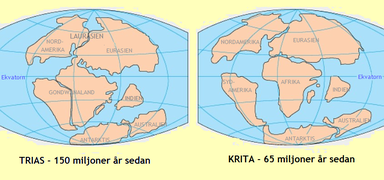 NORD-
AMERIKA
LAURASIEN
EURASIEN
Ekvatorn
GONDWANALAND
INDIEN
AUSTRALIEN
ANTARKTIS
TRIAS - 150 miljoner år sedan
NORDAMERIKA
EURASIEN
Ekvatorn
SYD-
AMERIKA
AFRIKA
INDIEN
AUSTRALIEN
ANTARKTIS
KRITA - 65 miljoner år sedan